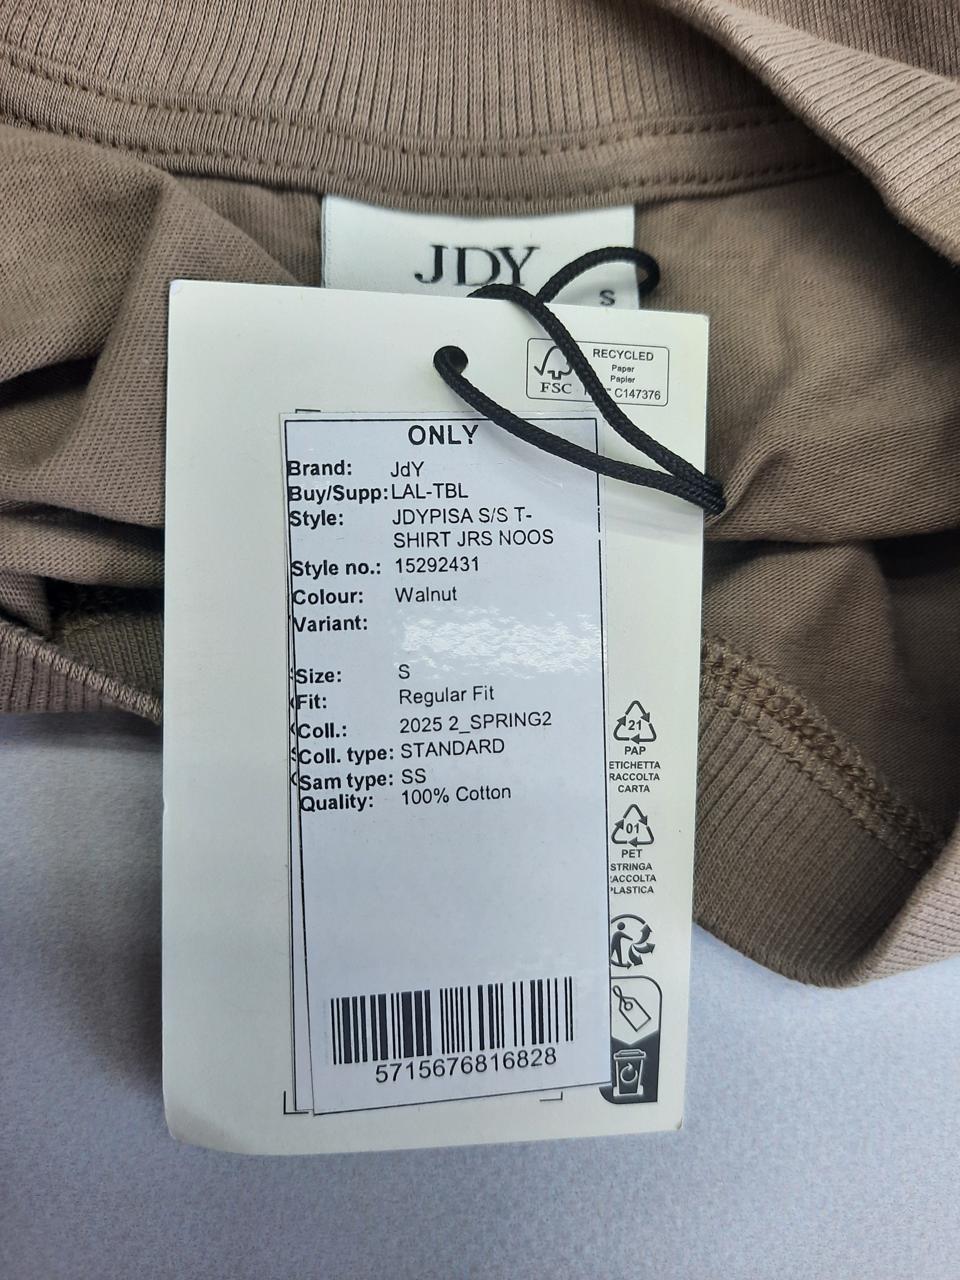 JDY
S
FSC
RECYCLED
Paper
Papier
C147376
ONLY
Brand: JdY
Buy/Supp: LAL-TBL
Style: JDYPISA S/S T-
SHIRT JRS NOOS
Style no.: 15292431
Colour: Walnut
Variant:
Size: S
Fit: Regular Fit
Coll.: 2025 2_SPRING2
Coll. type: STANDARD
Sam type: SS
Quality: 100% Cotton
5715676816828
21
PAP
ETICHETTA
RACCOLTA
CARTA
01
PET
STRINGA
RACCOLTA
PLASTICA